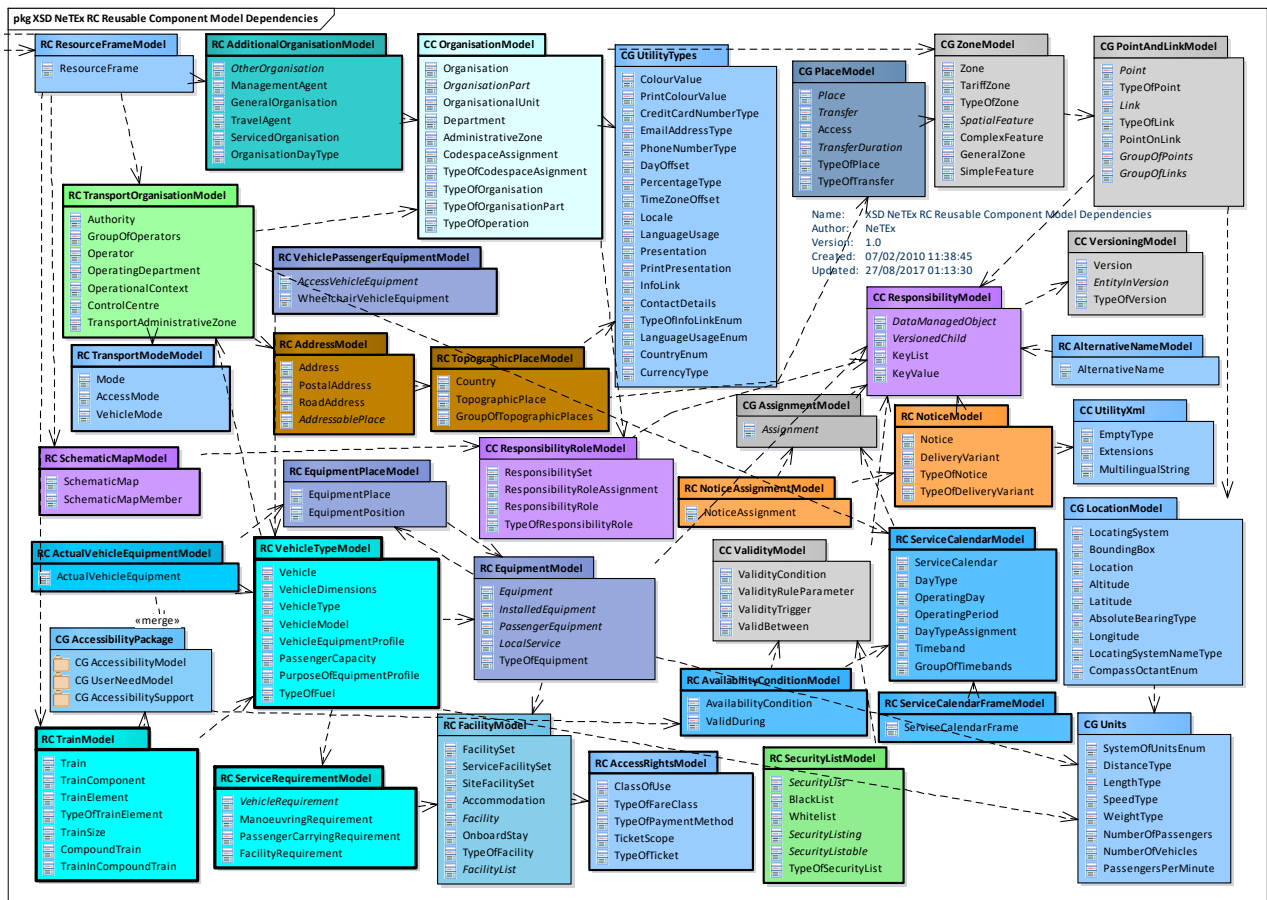 pkg XSD NeTEx RC Reusable Component Model Dependencies
RC ResourceFrameModel
ResourceFrame
RC AdditionalOrganisationModel
OtherOrganisation
ManagementAgent
GeneralOrganisation
TravelAgent
ServicedOrganisation
OrganisationDayType
CC OrganisationModel
Organisation
OrganisationPart
OrganisationalUnit
Department
AdministrativeZone
CodespaceAssignment
TypeOfCodespaceAsignment
TypeOfOrganisation
TypeOfOrganisationPart
TypeOfOperation
CG UtilityTypes
ColourValue
PrintColourValue
CreditCardNumberType
EmailAddressType
PhoneNumberType
DayOffset
PercentageType
TimeZoneOffset
Locale
LanguageUsage
Presentation
PrintPresentation
InfoLink
ContactDetails
TypeOfInfoLinkEnum
LanguageUsageEnum
CountryEnum
CurrencyType
CG PlaceModel
Place
Transfer
Access
TransferDuration
TypeOfPlace
TypeOfTransfer
CG ZoneModel
Zone
TariffZone
TypeOfZone
SpatialFeature
ComplexFeature
GeneralZone
SimpleFeature
CG PointAndLinkModel
Point
TypeOfPoint
Link
TypeOfLink
PointOnLink
GroupOfPoints
GroupOfLinks
Name: XSD NeTEx RC Reusable Component Model Dependencies
Author: NeTEx
Version: 1.0
Created: 07/02/2010 11:38:45
Updated: 27/08/2017 01:13:30
RC TransportOrganisationModel
Authority
GroupOfOperators
Operator
OperatingDepartment
OperationalContext
ControlCentre
TransportAdministrativeZone
RC VehiclePassengerEquipmentModel
AccessVehicleEquipment
WheelchairVehicleEquipment
CC VersioningModel
Version
EntityInVersion
TypeOfVersion
CC ResponsibilityModel
DataManagedObject
VersionedChild
KeyList
KeyValue
RC AlternativeNameModel
AlternativeName
RC TransportModeModel
Mode
AccessMode
VehicleMode
RC AddressModel
Address
PostalAddress
RoadAddress
AddressablePlace
RC TopographicPlaceModel
Country
TopographicPlace
GroupOfTopographicPlaces
CG AssignmentModel
Assignment
RC NoticeModel
Notice
DeliveryVariant
TypeOfNotice
TypeOfDeliveryVariant
CC UtilityXml
EmptyType
Extensions
MultilingualString
RC SchematicMapModel
SchematicMap
SchematicMapMember
RC EquipmentPlaceModel
EquipmentPlace
EquipmentPosition
CC ResponsibilityRoleModel
ResponsibilitySet
ResponsibilityRoleAssignment
ResponsibilityRole
TypeOfResponsibilityRole
RC NoticeAssignmentModel
NoticeAssignment
CG LocationModel
LocatingSystem
BoundingBox
Location
Altitude
Latitude
AbsoluteBearingType
Longitude
LocatingSystemNameType
CompassOctantEnum
RC ActualVehicleEquipmentModel
ActualVehicleEquipment
RC VehicleTypeModel
Vehicle
VehicleDimensions
VehicleType
VehicleModel
VehicleEquipmentProfile
PassengerCapacity
PurposeOfEquipmentProfile
TypeOfFuel
RC EquipmentModel
Equipment
InstalledEquipment
PassengerEquipment
LocalService
TypeOfEquipment
CC ValidityModel
ValidityCondition
ValidityRuleParameter
ValidityTrigger
ValidBetween
RC ServiceCalendarModel
ServiceCalendar
DayType
OperatingDay
OperatingPeriod
DayTypeAssignment
Timeband
GroupOfTimebands
«merge»
CG AccessibilityPackage
CG AccessibilityModel
CG UserNeedModel
CG AccessibilitySupport
RC AvailabilityConditionModel
AvailabilityCondition
ValidDuring
RC ServiceCalendarFrameModel
ServiceCalendarFrame
RC TrainModel
Train
TrainComponent
TrainElement
TypeOfTrainElement
TrainSize
CompoundTrain
TrainInCompoundTrain
RC ServiceRequirementModel
VehicleRequirement
ManoeuvringRequirement
PassengerCarryingRequirement
FacilityRequirement
RC FacilityModel
FacilitySet
ServiceFacilitySet
SiteFacilitySet
Accommodation
Facility
OnboardStay
TypeOfFacility
FacilityList
RC AccessRightsModel
ClassOfUse
TypeOfFareClass
TypeOfPaymentMethod
TicketScope
TypeOfTicket
RC SecurityListModel
SecurityList
BlackList
Whitelist
SecurityListing
SecurityListable
TypeOfSecurityList
CG Units
SystemOfUnitsEnum
DistanceType
LengthType
SpeedType
WeightType
NumberOfPassengers
NumberOfVehicles
PassengersPerMinute